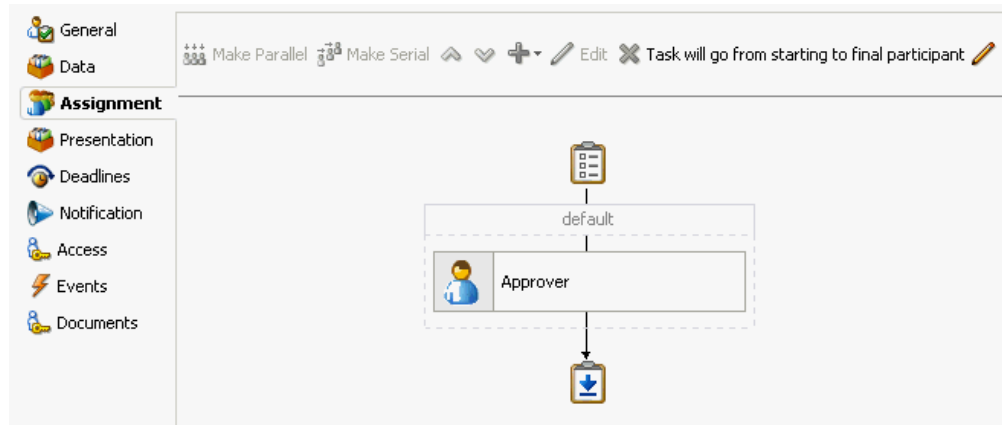 General
Data
Assignment
Presentation
Deadlines
Notification
Access
Events
Documents
Make Parallel Make Serial Edit Task will go from starting to final participant
default
Approver